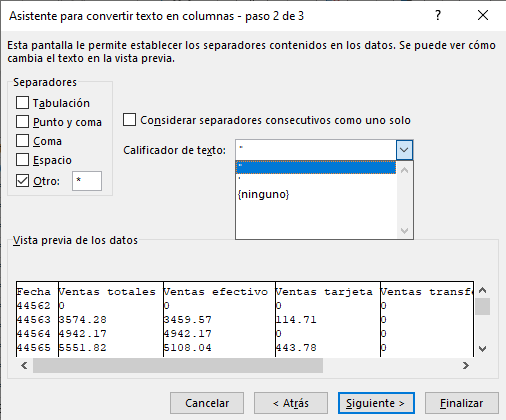 Asistente para convertir texto en columnas - paso 2 de 3
Esta pantalla le permite establecer los separadores contenidos en los datos. Se puede ver cómo
cambia el texto en la vista previa.
Separadores
Tabulación
Punto y coma
Coma
Espacio
Otro: *
Considerar separadores consecutivos como uno solo
Calificador de texto: "
"
'
{ninguno}
Vista previa de los datos
Fecha Ventas totales Ventas efectivo Ventas tarjeta Ventas transfe
44562 0 0 0 0
44563 3574.28 3459.57 114.71 0
44564 4942.17 4942.17 0 0
44565 5551.82 5108.04 443.78 0
Cancelar < Atrás Siguiente > Finalizar